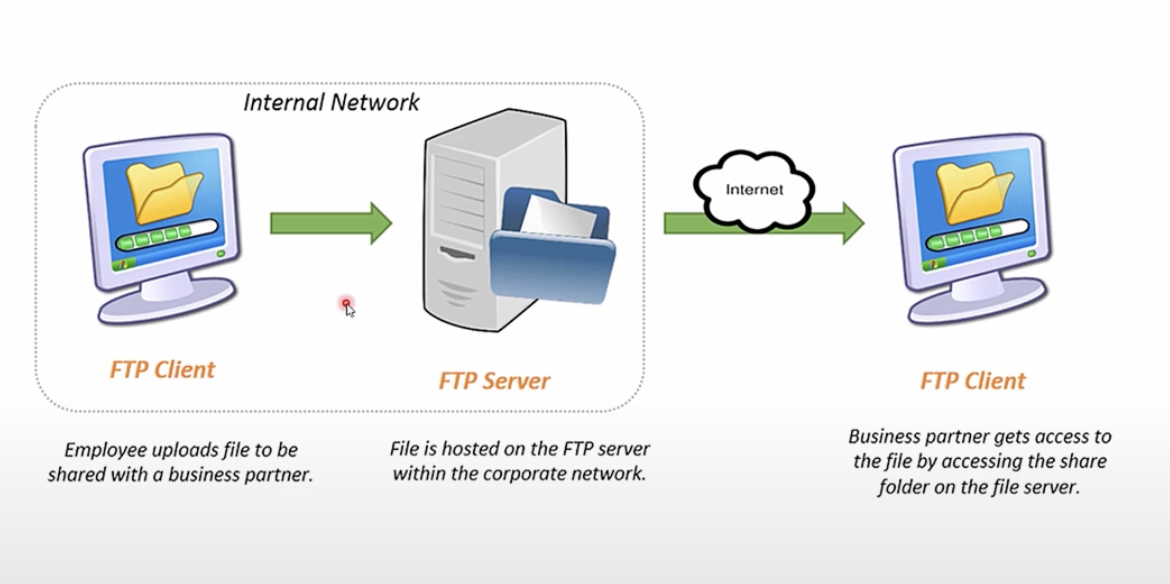 Internal Network
Internet
FTP Client
FTP Server
FTP Client
Employee uploads file to be
shared with a business partner.
File is hosted on the FTP server
within the corporate network.
Business partner gets access to
the file by accessing the share
folder on the file server.